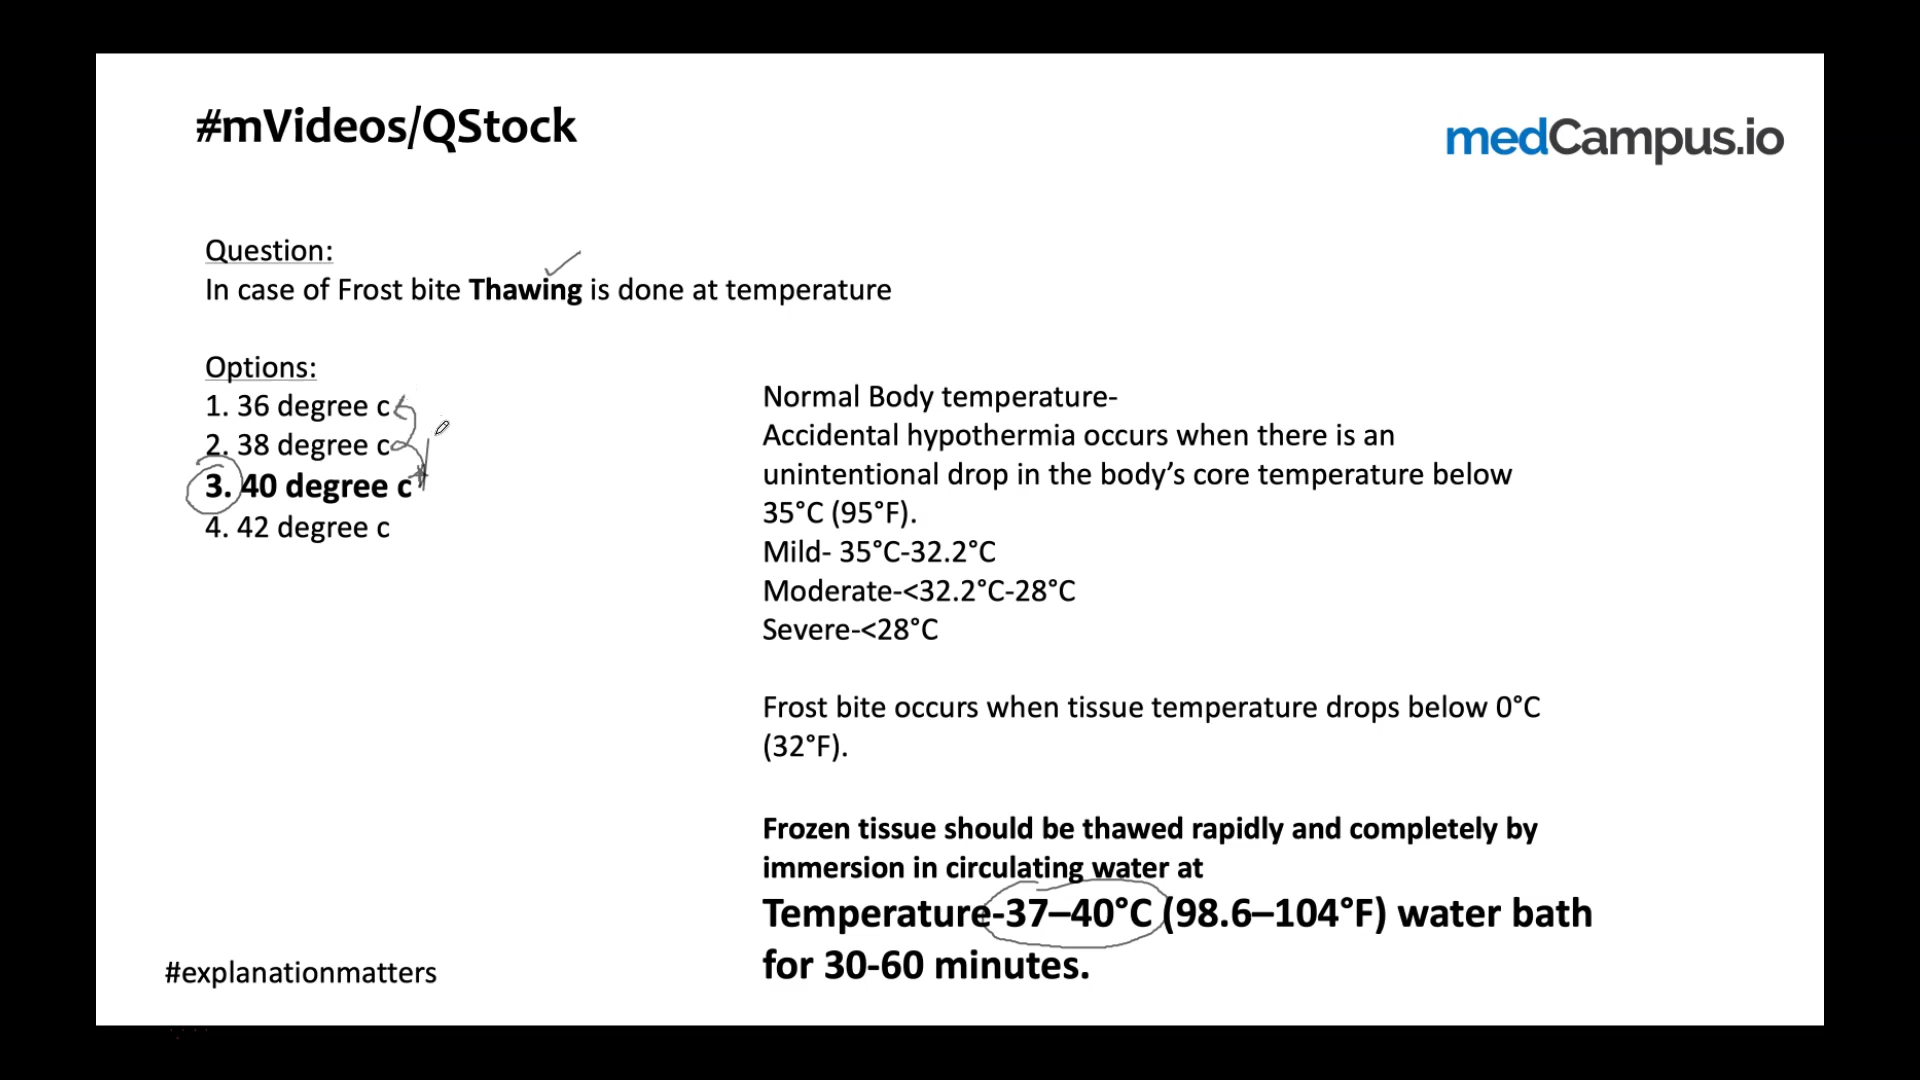 #mVideos/QStock
medCampus.io
Question:
In case of Frost bite Thawing is done at temperature
Options:
1. 36 degree c
2. 38 degree c
3. 40 degree c
4. 42 degree c
Normal Body temperature-
Accidental hypothermia occurs when there is an
unintentional drop in the body’s core temperature below
35°C (95°F).
Mild- 35°C-32.2°C
Moderate-<32.2°C-28°C
Severe-<28°C
Frost bite occurs when tissue temperature drops below 0°C
(32°F).
Frozen tissue should be thawed rapidly and completely by
immersion in circulating water at
Temperature-37–40°C (98.6–104°F) water bath
for 30-60 minutes.
#explanationmatters